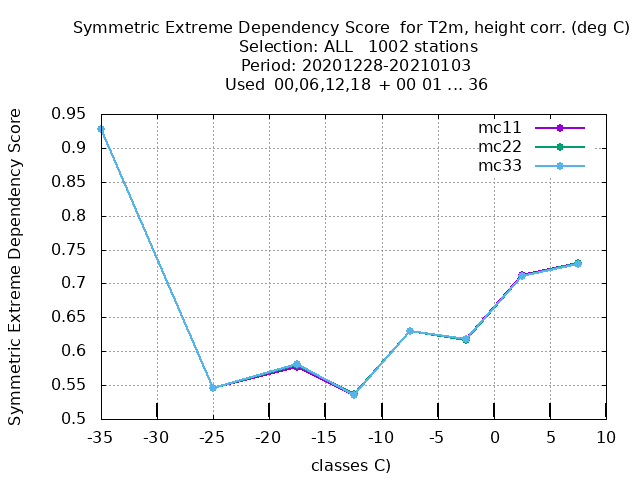 Symmetric Extreme Dependency Score  for T2m, height corr. (deg C)
Selection: ALL   1002 stations
Period: 20201228-20210103
Used  00,06,12,18  + 00 01 ... 36
Symmetric Extreme Dependency Score
0.95
0.9
0.85
0.8
0.75
0.7
0.65
0.6
0.55
0.5
mc11
mc22
mc33
-35 -30 -25 -20 -15 -10 -5 0 5 10
classes C)